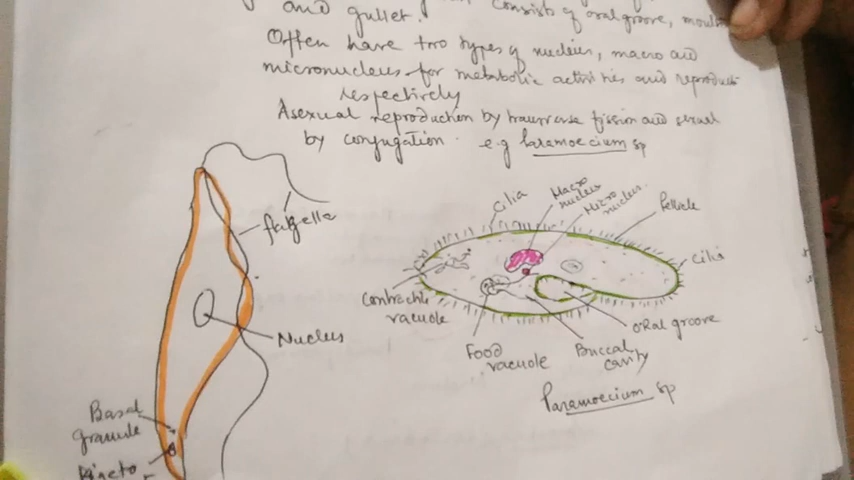 and gullet. Consists of oral groove, mouth
Often have two types of nucleus, macro and
micronucleus for metabolic activities and reproducti
respectively
Asexual reproduction by transverse fission and sexual
by conjugation. e.g Paramoecium sp
flagella
Nucleus
Basal
granule
Kineto
cilia
Macro
nucleus
Micro
nucleus
Pellicle
cilia
Contractile
vacuole
Food
vacuole
Buccal
cavity
oral groove
Paramoecium sp